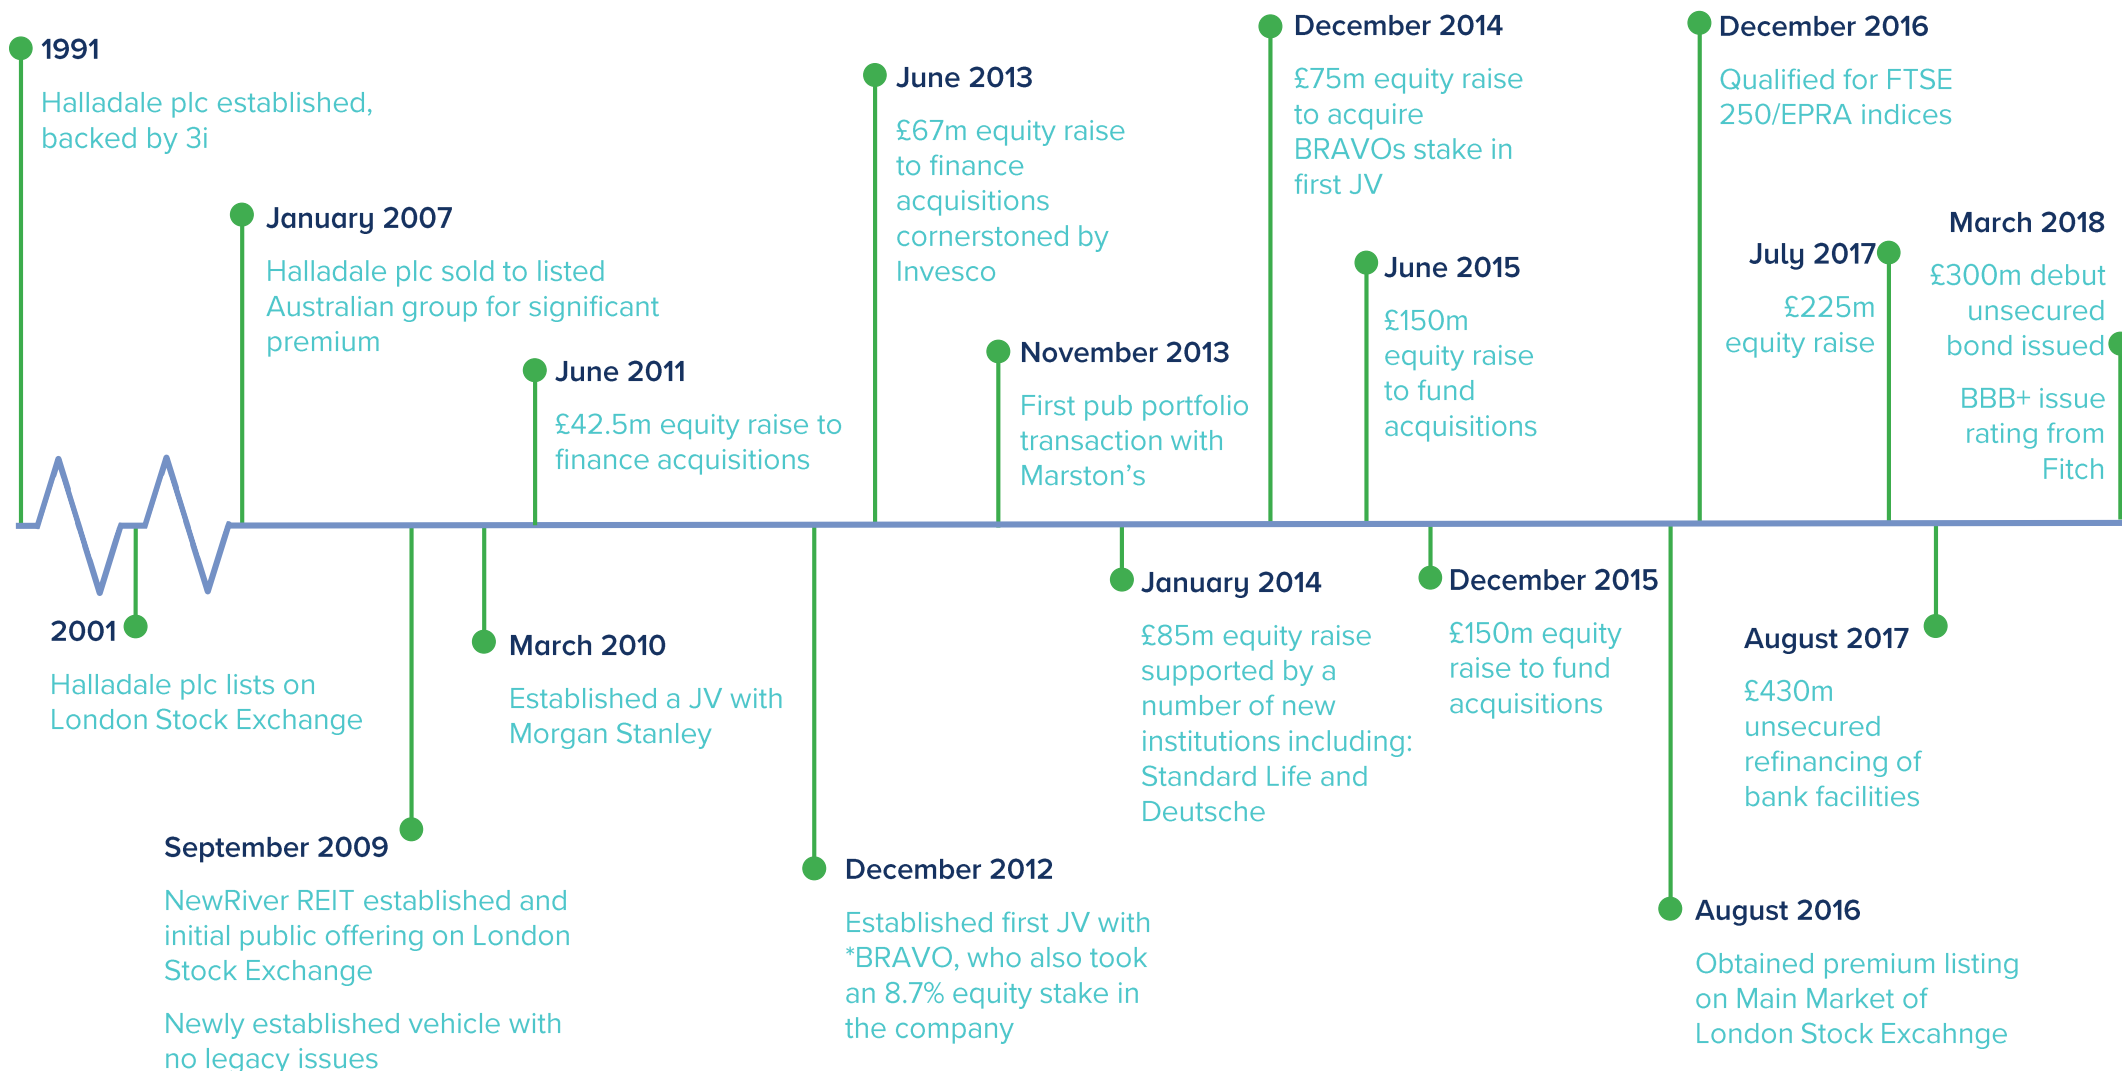 1991
Halladale plc established,
backed by 3i
2001
Halladale plc lists on
London Stock Exchange
January 2007
Halladale plc sold to listed
Australian group for significant
premium
September 2009
NewRiver REIT established and
initial public offering on London
Stock Exchange
Newly established vehicle with
no legacy issues
March 2010
Established a JV with
Morgan Stanley
June 2011
£42.5m equity raise to
finance acquisitions
December 2012
Established first JV with
*BRAVO, who also took
an 8.7% equity stake in
the company
June 2013
£67m equity raise
to finance
acquisitions
cornerstoned by
Invesco
November 2013
First pub portfolio
transaction with
Marston’s
January 2014
£85m equity raise
supported by a
number of new
institutions including:
Standard Life and
Deutsche
December 2014
£75m equity raise
to acquire
BRAVOs stake in
first JV
June 2015
£150m
equity raise
to fund
acquisitions
December 2015
£150m equity
raise to fund
acquisitions
August 2016
Obtained premium listing
on Main Market of
London Stock Excahnge
December 2016
Qualified for FTSE
250/EPRA indices
July 2017
£225m
equity raise
August 2017
£430m
unsecured
refinancing of
bank facilities
March 2018
£300m debut
unsecured
bond issued
BBB+ issue
rating from
Fitch